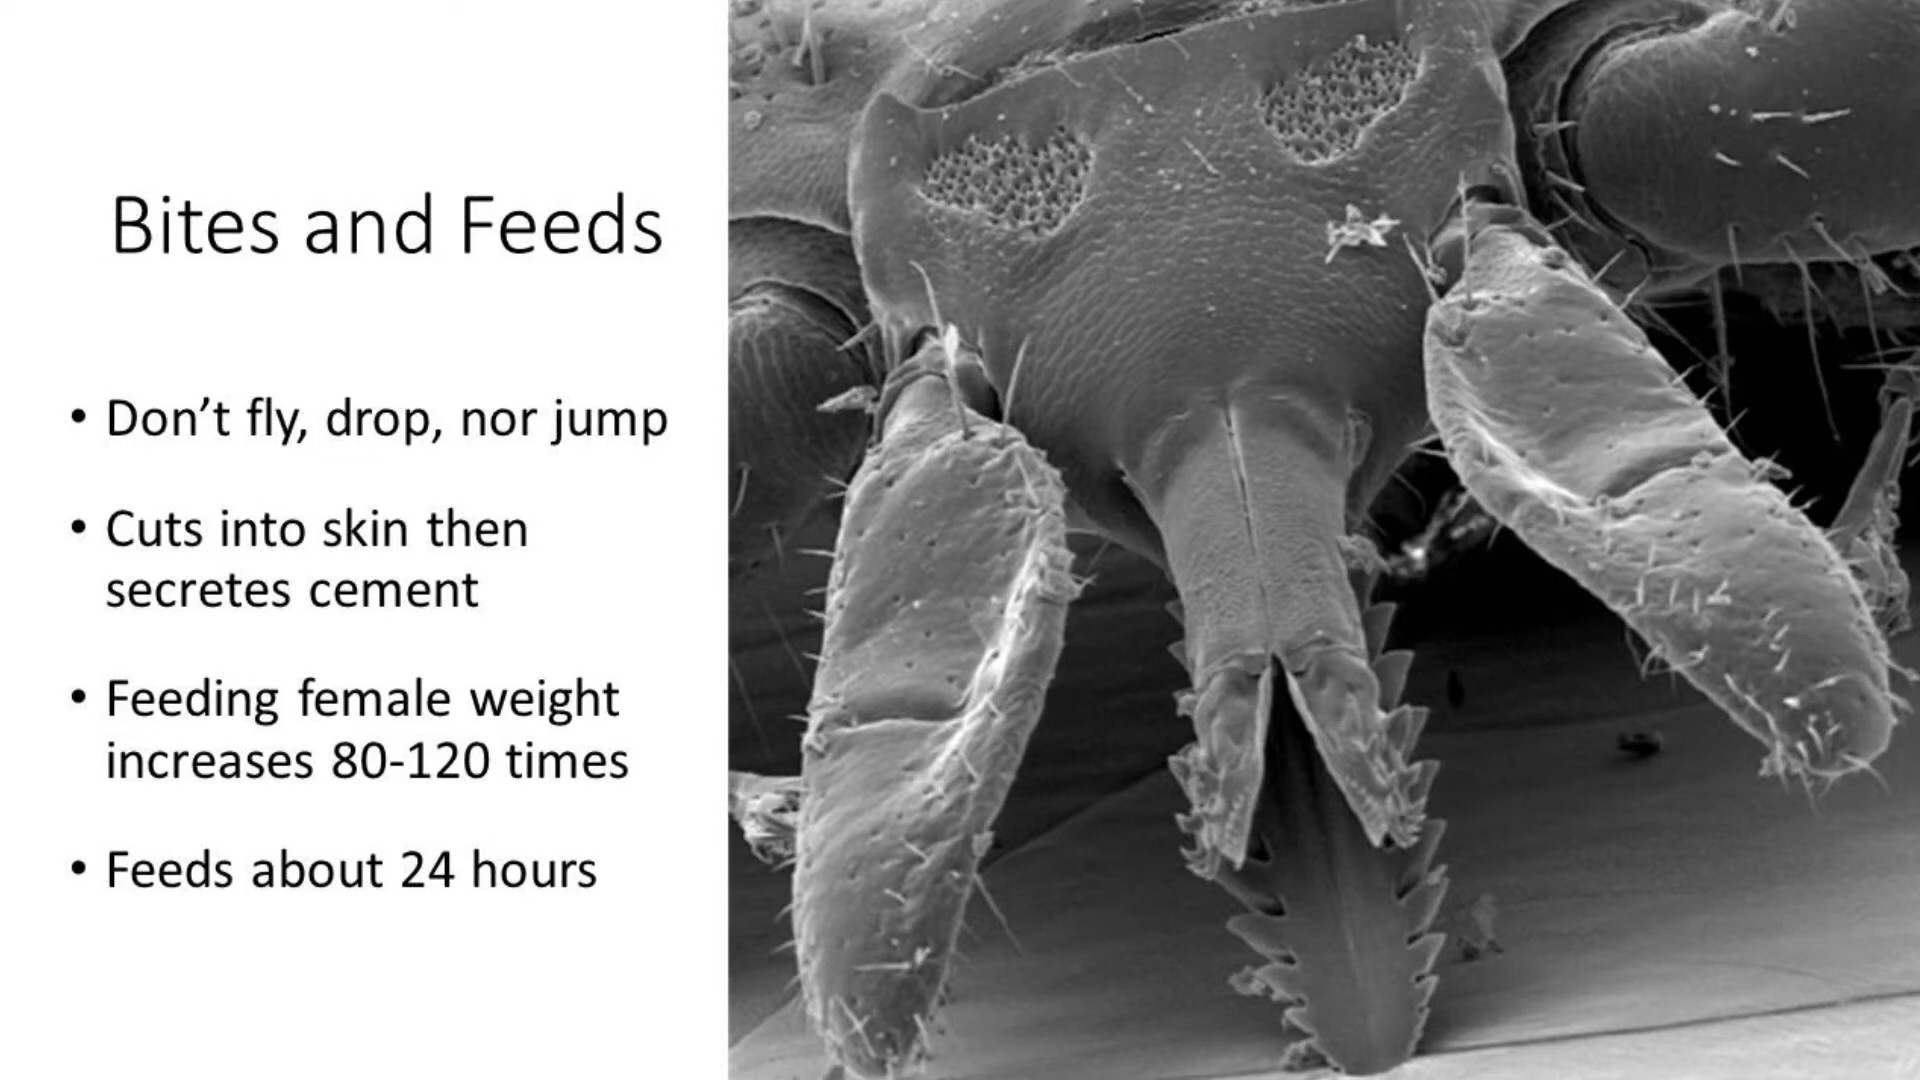 Bites and Feeds
• Don’t fly, drop, nor jump
• Cuts into skin then
secretes cement
• Feeding female weight
increases 80-120 times
• Feeds about 24 hours